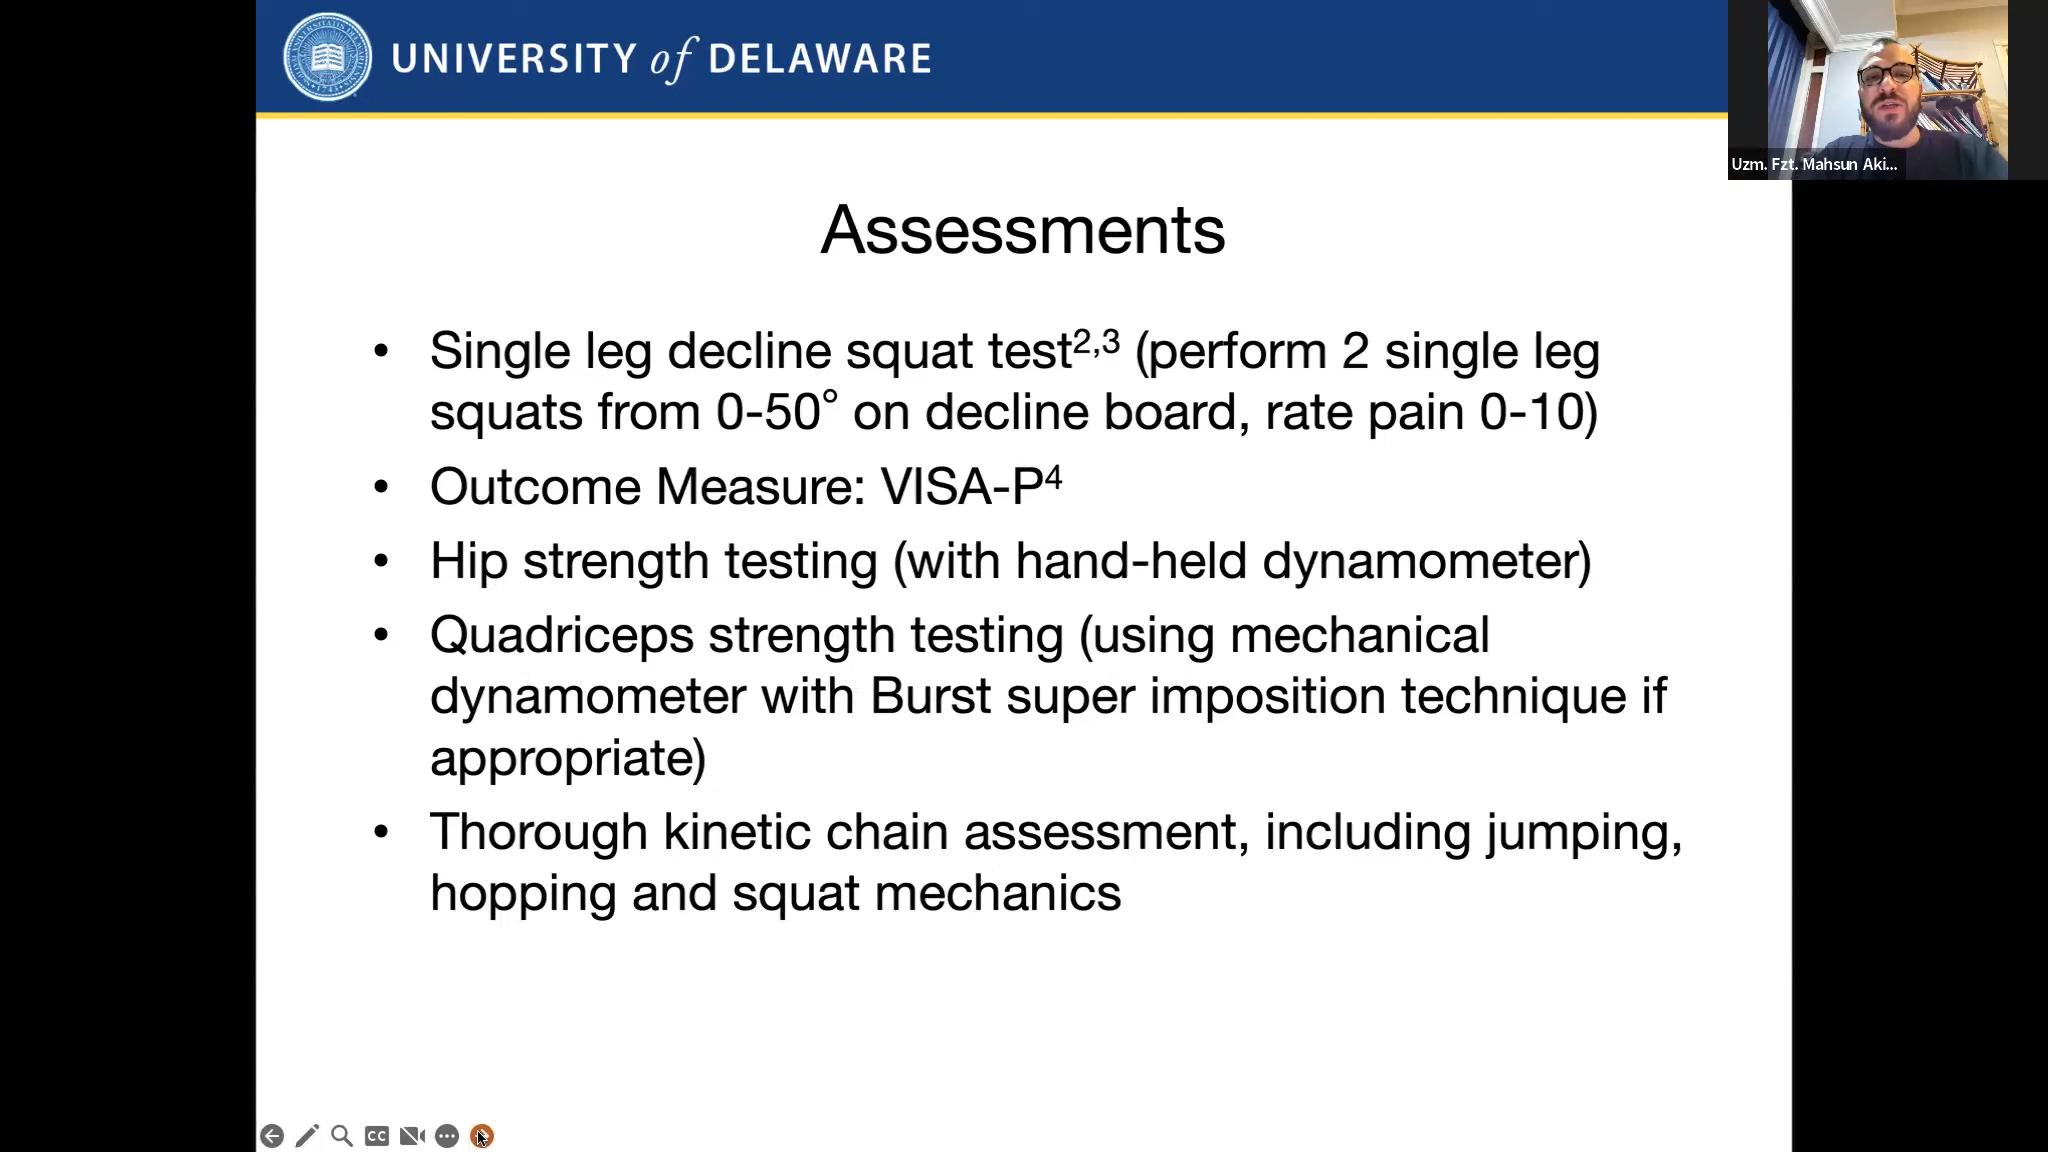 UNIVERSITY of DELAWARE
Uzm. Fzt. Mahsun Aki...
Assessments
• Single leg decline squat test2,3 (perform 2 single leg
squats from 0-50° on decline board, rate pain 0-10)
• Outcome Measure: VISA-P4
• Hip strength testing (with hand-held dynamometer)
• Quadriceps strength testing (using mechanical
dynamometer with Burst super imposition technique if
appropriate)
• Thorough kinetic chain assessment, including jumping,
hopping and squat mechanics
CC